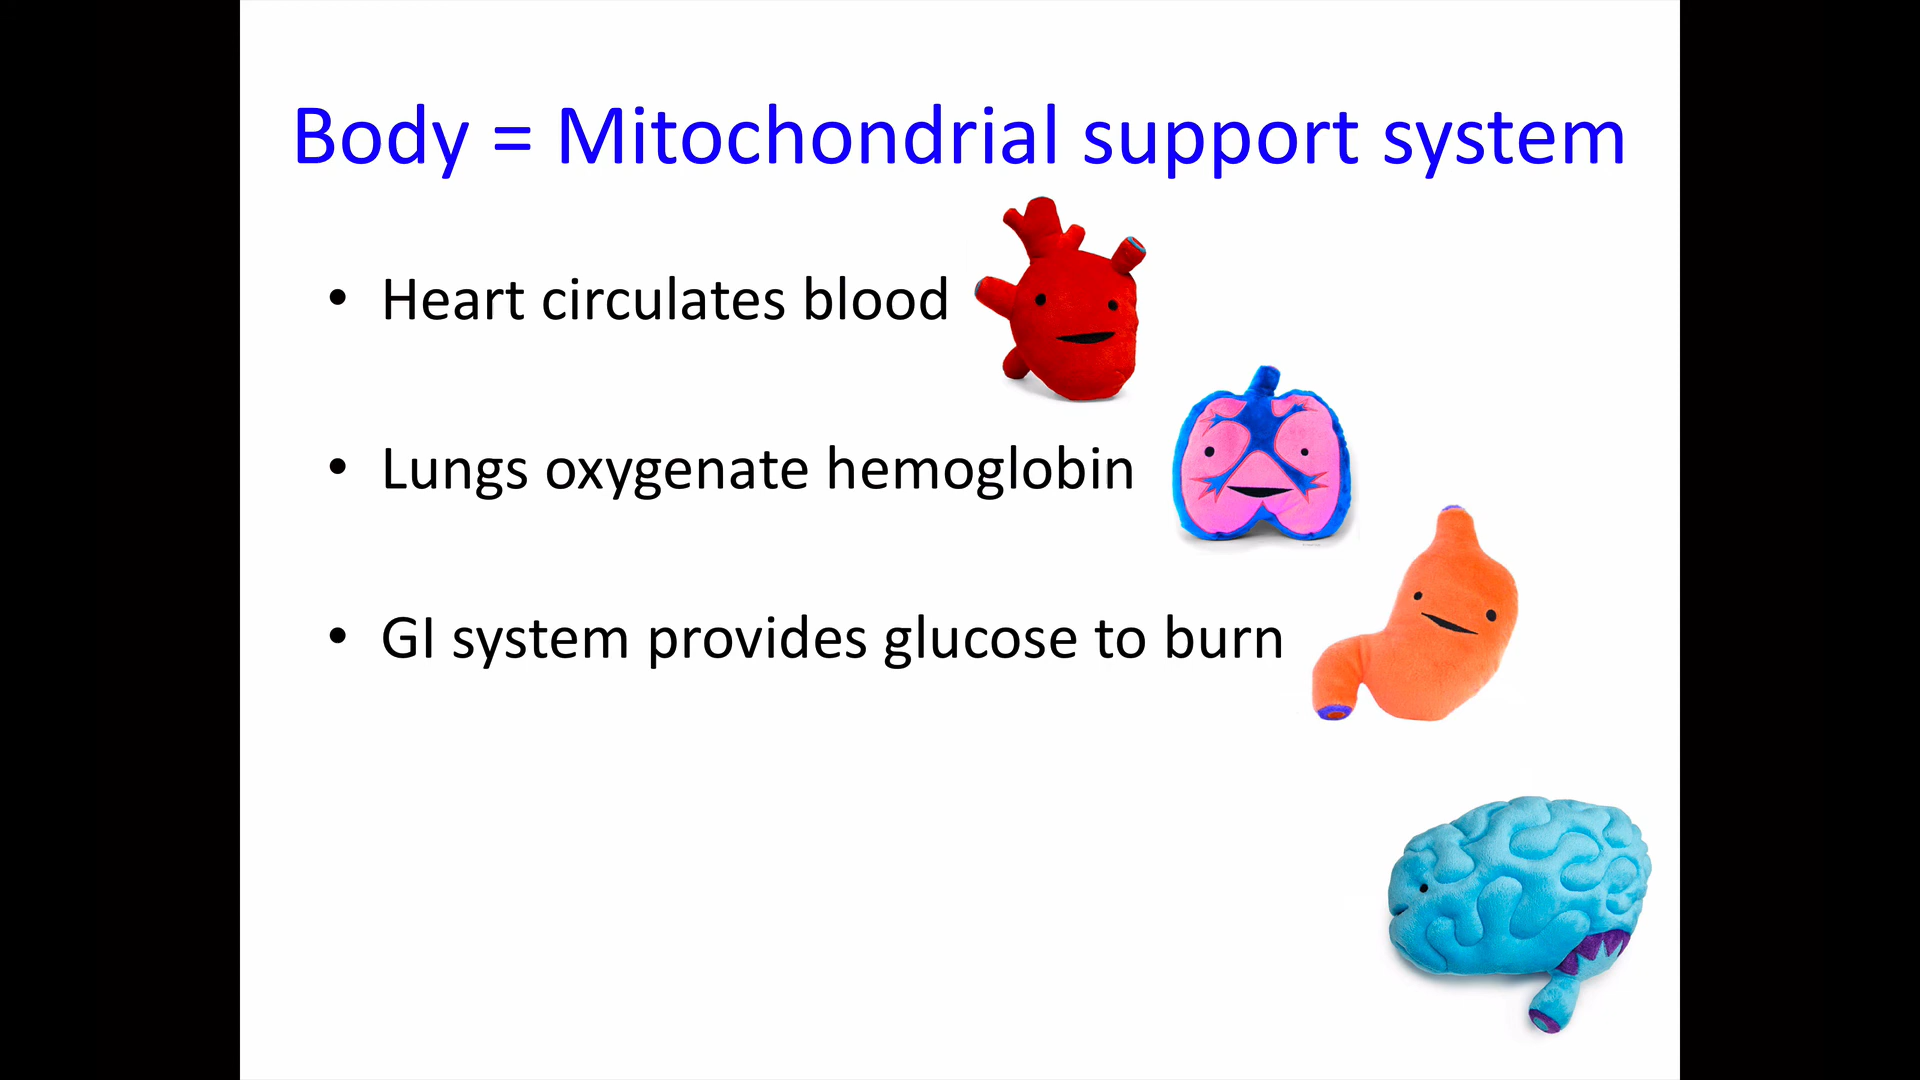 Body = Mitochondrial support system
• Heart circulates blood
• Lungs oxygenate hemoglobin
• GI system provides glucose to burn